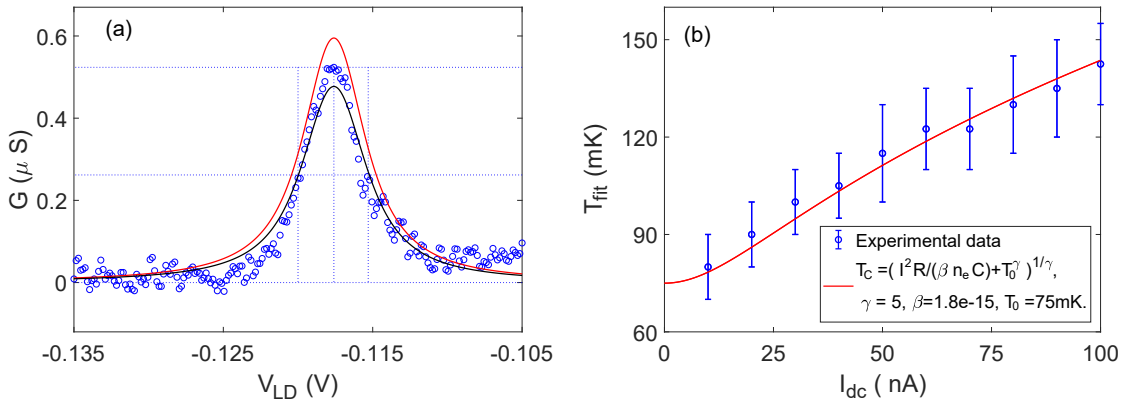 (a)
0.6
0.4
0.2
0
G (μ S)
-0.135
-0.125
-0.115
-0.105
V_LD (V)
(b)
150
120
90
60
T_fit (mK)
0
25
50
75
100
I_dc ( nA)
Experimental data
T_C =( I^2R/(β n_e C)+T_0^γ )^1/γ,
γ = 5, β=1.8e-15, T_0 =75mK.